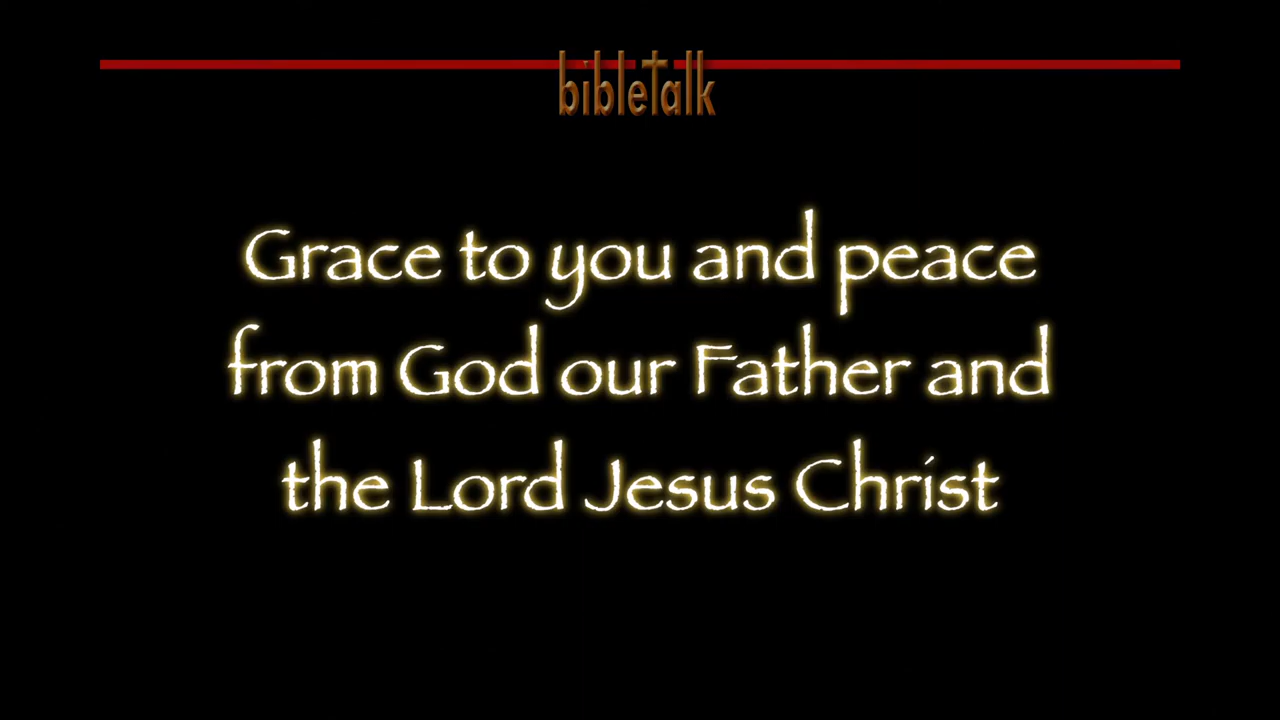 bibleTalk
Grace to you and peace
from God our Father and
the Lord Jesus Christ